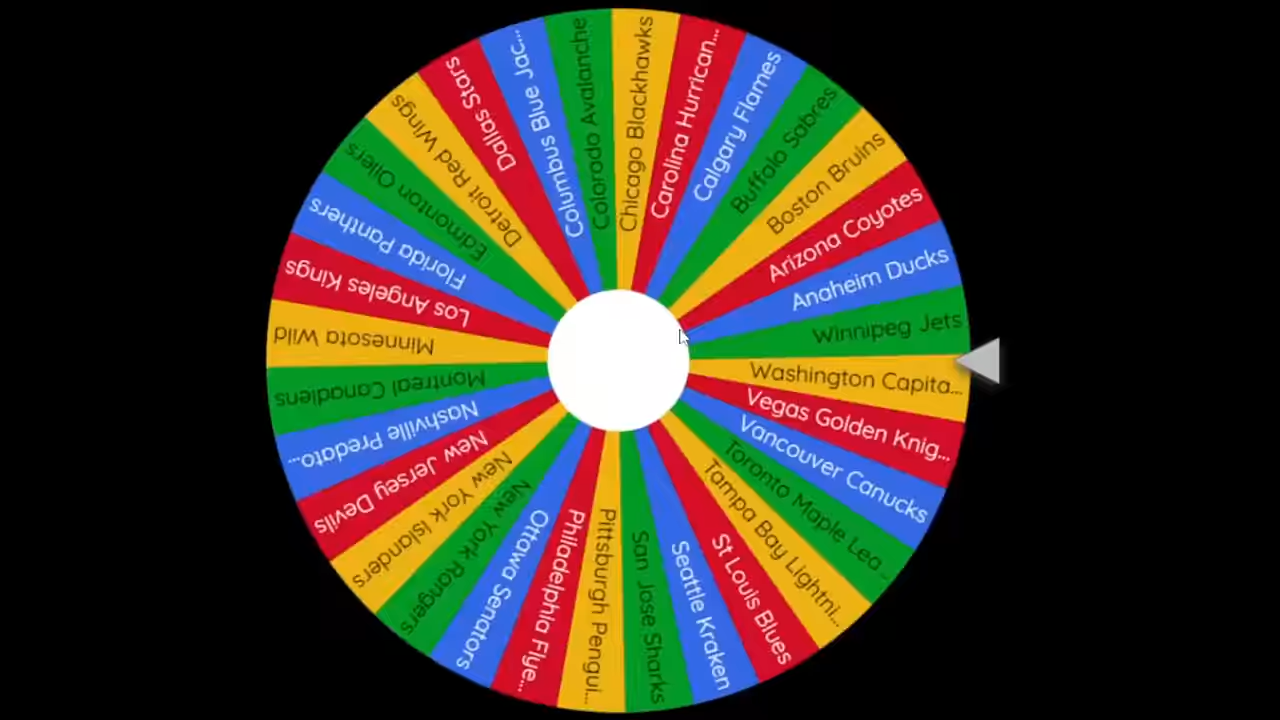 Anaheim Ducks
Arizona Coyotes
Boston Bruins
Buffalo Sabres
Calgary Flames
Carolina Hurrican...
Chicago Blackhawks
Colorado Avalanche
Columbus Blue Jac...
Dallas Stars
Detroit Red Wings
Edmonton Oilers
Florida Panthers
Los Angeles Kings
Minnesota Wild
Montreal Canadiens
Nashville Predato...
New Jersey Devils
New York Islanders
New York Rangers
Ottawa Senators
Philadelphia Flye...
Pittsburgh Pengui...
San Jose Sharks
Seattle Kraken
St Louis Blues
Tampa Bay Lightni...
Toronto Maple Lea...
Vancouver Canucks
Vegas Golden Knig...
Washington Capita...
Winnipeg Jets